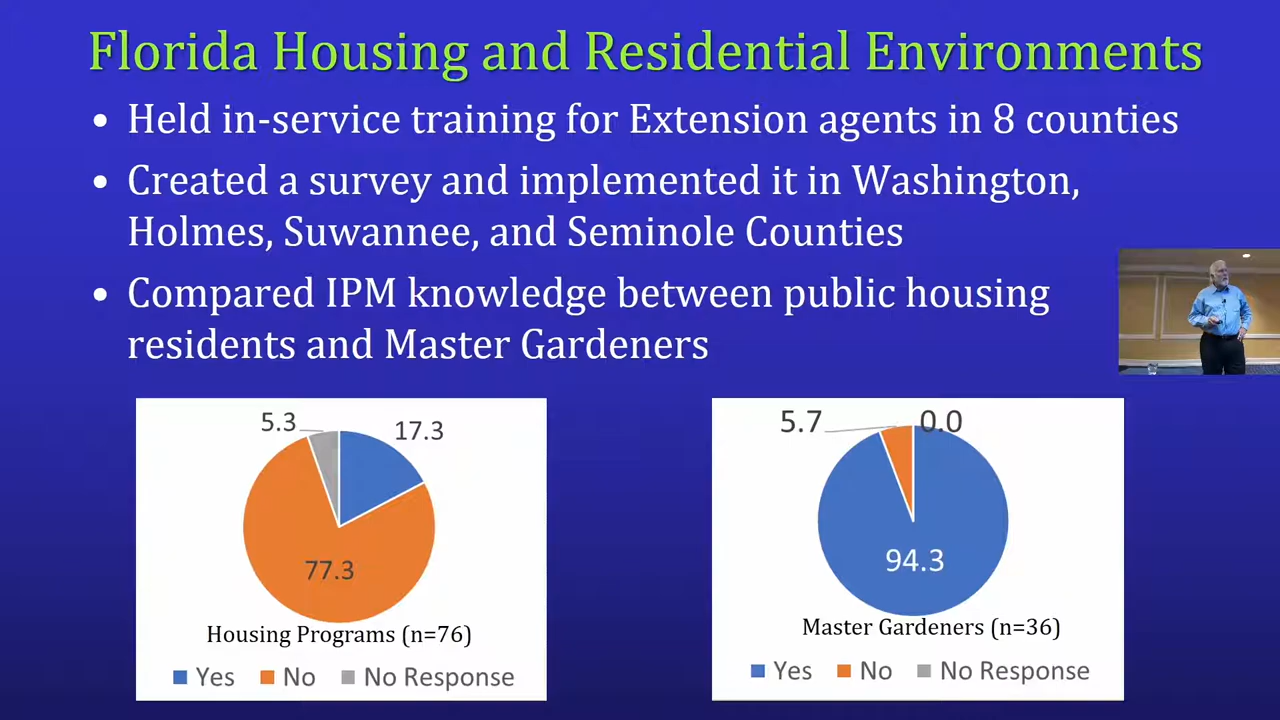 Florida Housing and Residential Environments
• Held in-service training for Extension agents in 8 counties
• Created a survey and implemented it in Washington,
Holmes, Suwannee, and Seminole Counties
• Compared IPM knowledge between public housing
residents and Master Gardeners
5.3
17.3
77.3
Housing Programs (n=76)
Yes No No Response
5.7
0.0
94.3
Master Gardeners (n=36)
Yes No No Response